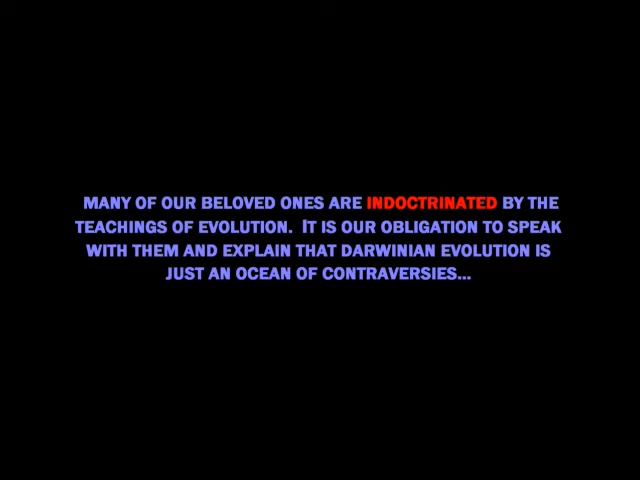 MANY OF OUR BELOVED ONES ARE INDOCTRINATED BY THE
TEACHINGS OF EVOLUTION. IT IS OUR OBLIGATION TO SPEAK
WITH THEM AND EXPLAIN THAT DARWINIAN EVOLUTION IS
JUST AN OCEAN OF CONTRAVERSIES...